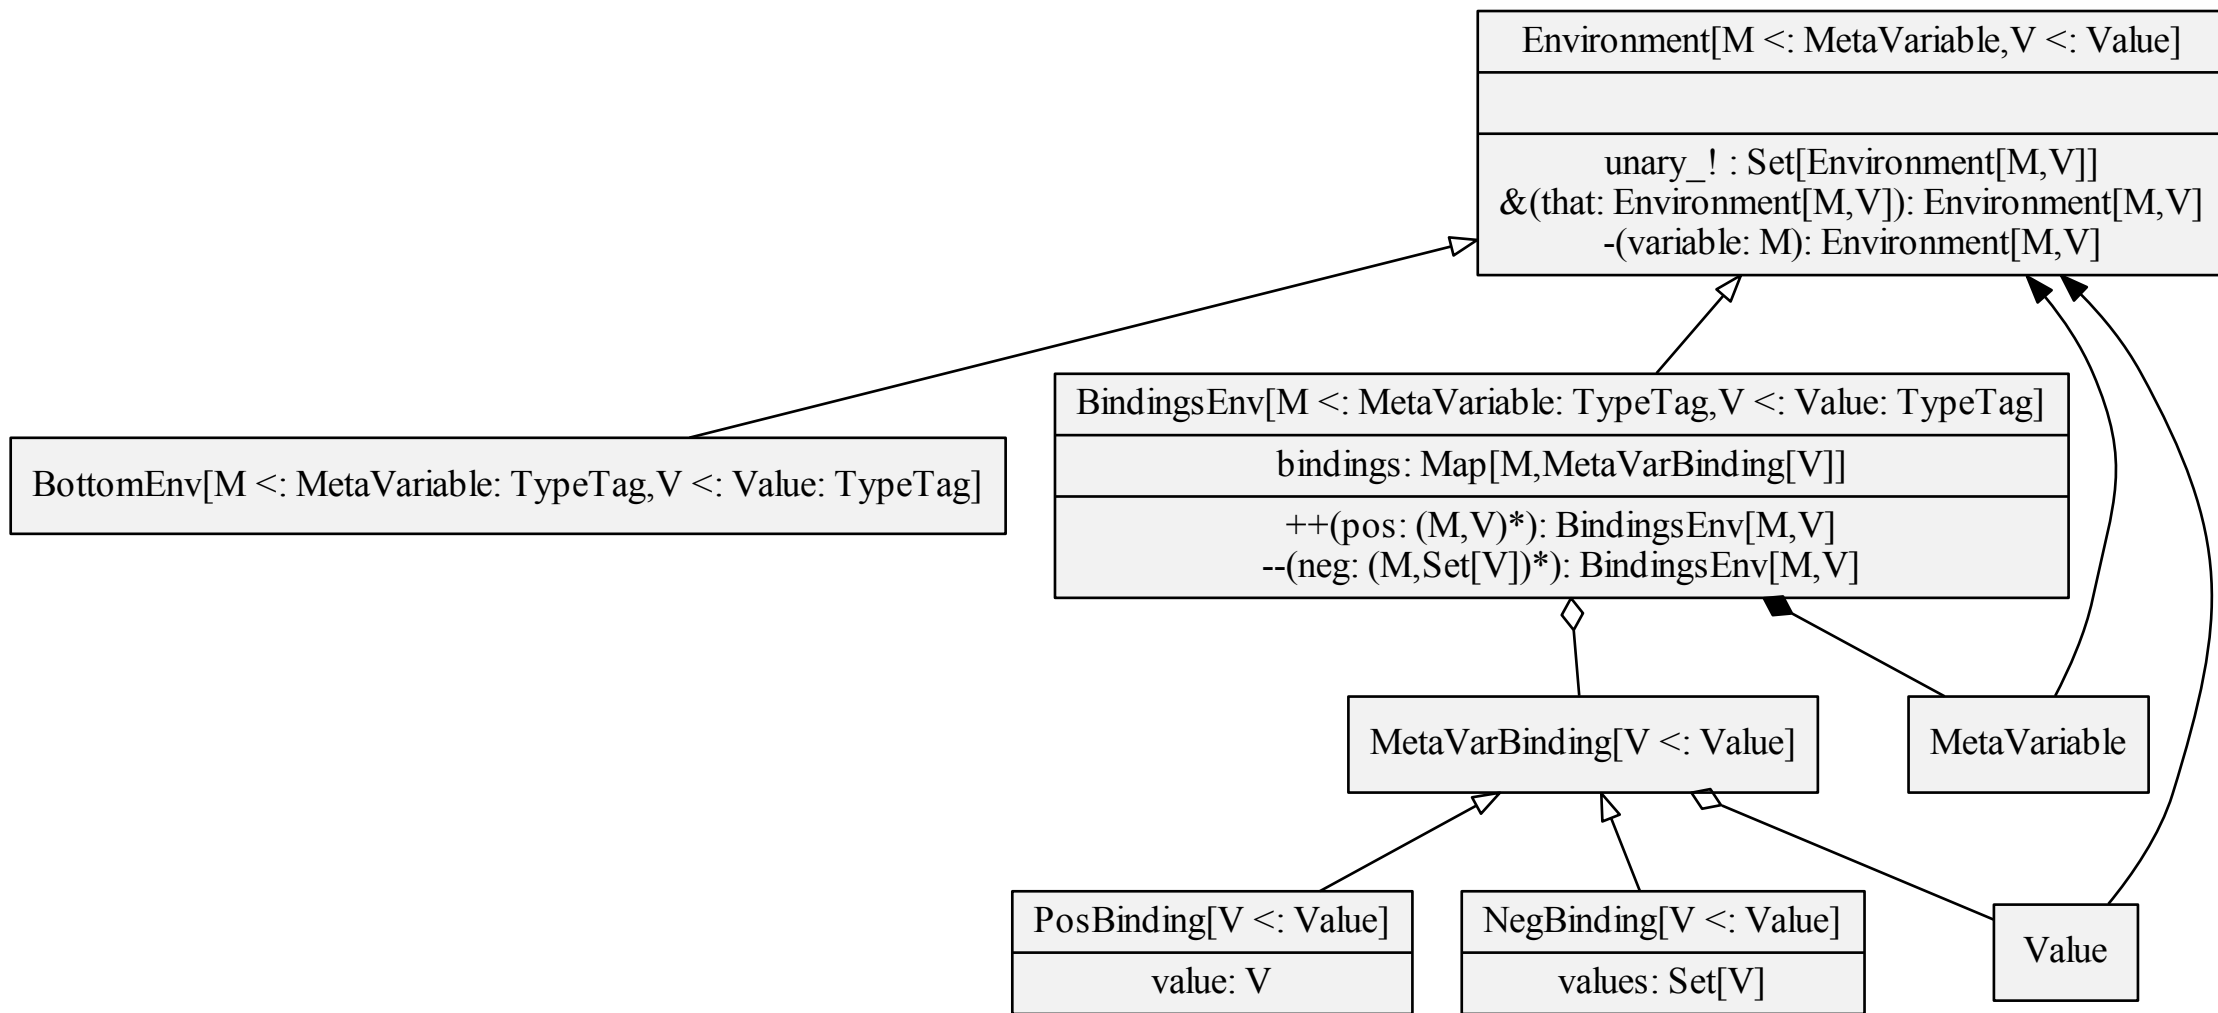 Environment[M <: MetaVariable,V <: Value]
unary_! : Set[Environment[M,V]]
&(that: Environment[M,V]): Environment[M,V]
-(variable: M): Environment[M,V]
BottomEnv[M <: MetaVariable: TypeTag,V <: Value: TypeTag]
BindingsEnv[M <: MetaVariable: TypeTag,V <: Value: TypeTag]
bindings: Map[M,MetaVarBinding[V]]
++(pos: (M,V)*): BindingsEnv[M,V]
--(neg: (M,Set[V])*): BindingsEnv[M,V]
MetaVarBinding[V <: Value]
MetaVariable
PosBinding[V <: Value]
value: V
NegBinding[V <: Value]
values: Set[V]
Value